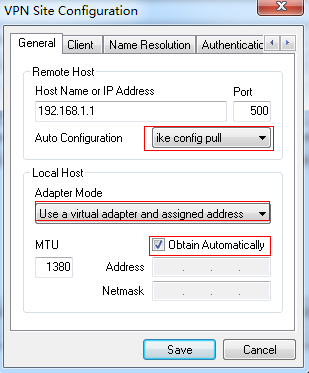 VPN Site Configuration
General Client Name Resolution Authenticatic
Remote Host
Host Name or IP Address Port
192.168.1.1 500
Auto Configuration ike config pull
Local Host
Adapter Mode
Use a virtual adapter and assigned address
MTU Obtain Automatically
1380 Address . . .
Netmask . . .
Save Cancel